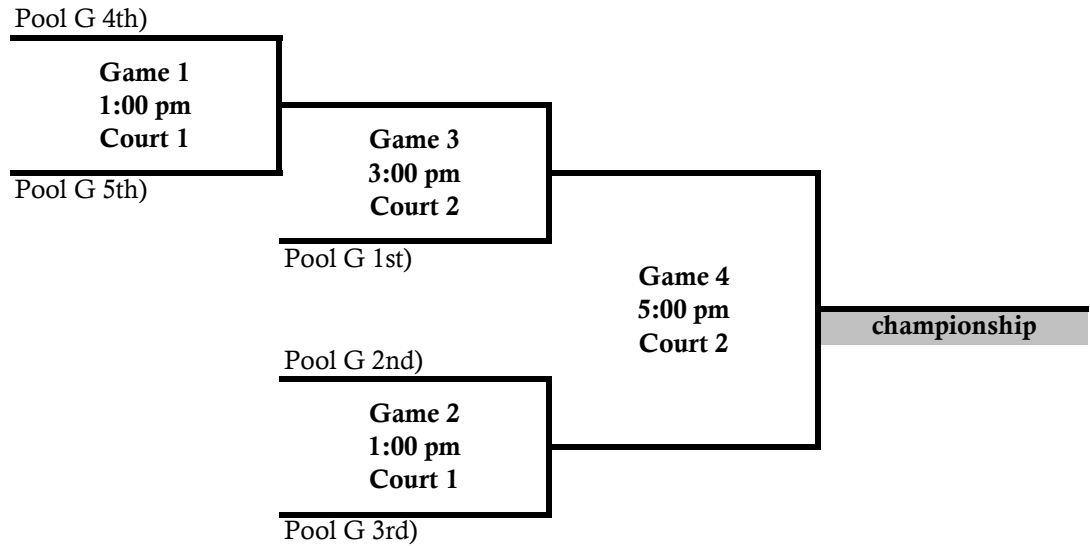 Pool G 4th)
Game 1
1:00 pm
Court 1
Pool G 5th)
Game 3
3:00 pm
Court 2
Pool G 1st)
Game 4
5:00 pm
Court 2
championship
Pool G 2nd)
Game 2
1:00 pm
Court 1
Pool G 3rd)